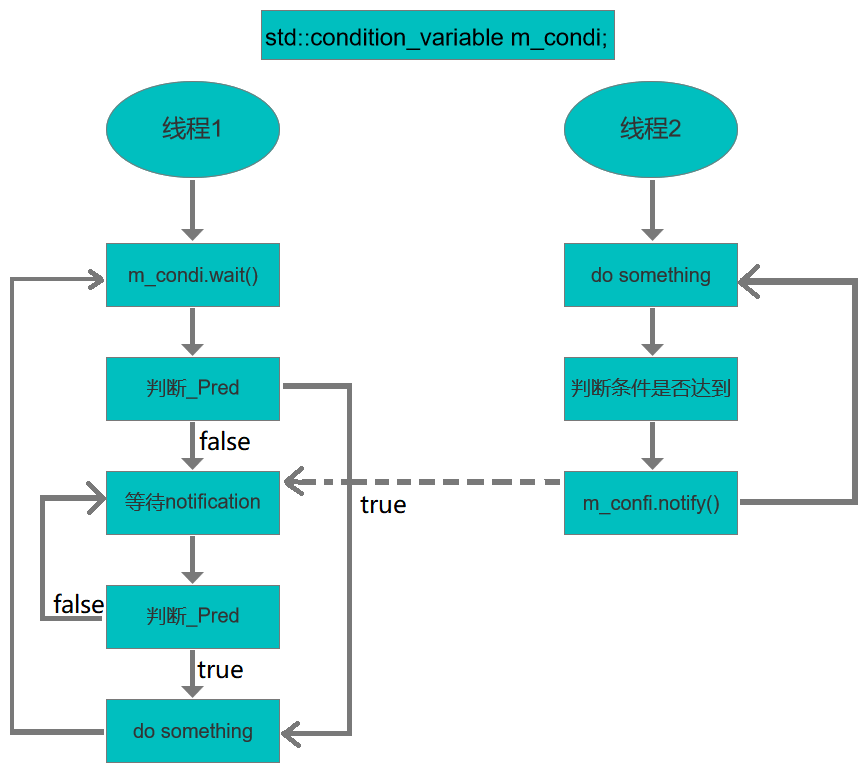 std::condition_variable m_condi;
线程1
m_condi.wait()
判断_Pred
false
等待notification
true
false
判断_Pred
true
do something
线程2
do something
判断条件是否达到
m_confi.notify()